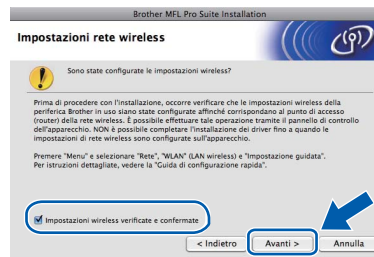 Brother MFL Pro Suite Installation
Impostazioni rete wireless
Sono state configurate le impostazioni wireless?
Prima di procedere con l'installazione, occorre verificare che le impostazioni wireless della
periferica Brother in uso siano state configurate affinché corrispondano al punto di accesso
(router) della rete wireless. È possibile effettuare tale operazione tramite il pannello di controllo
dell'apparecchio. NON è possibile completare l'installazione dei driver fino a quando le
impostazioni di rete wireless sono configurate sull'apparecchio.
Premere "Menu" e selezionare "Rete", "WLAN" (LAN wireless) e "Impostazione guidata".
Per istruzioni dettagliate, vedere la "Guida di configurazione rapida".
Impostazioni wireless verificate e confermate
< Indietro Avanti > Annulla